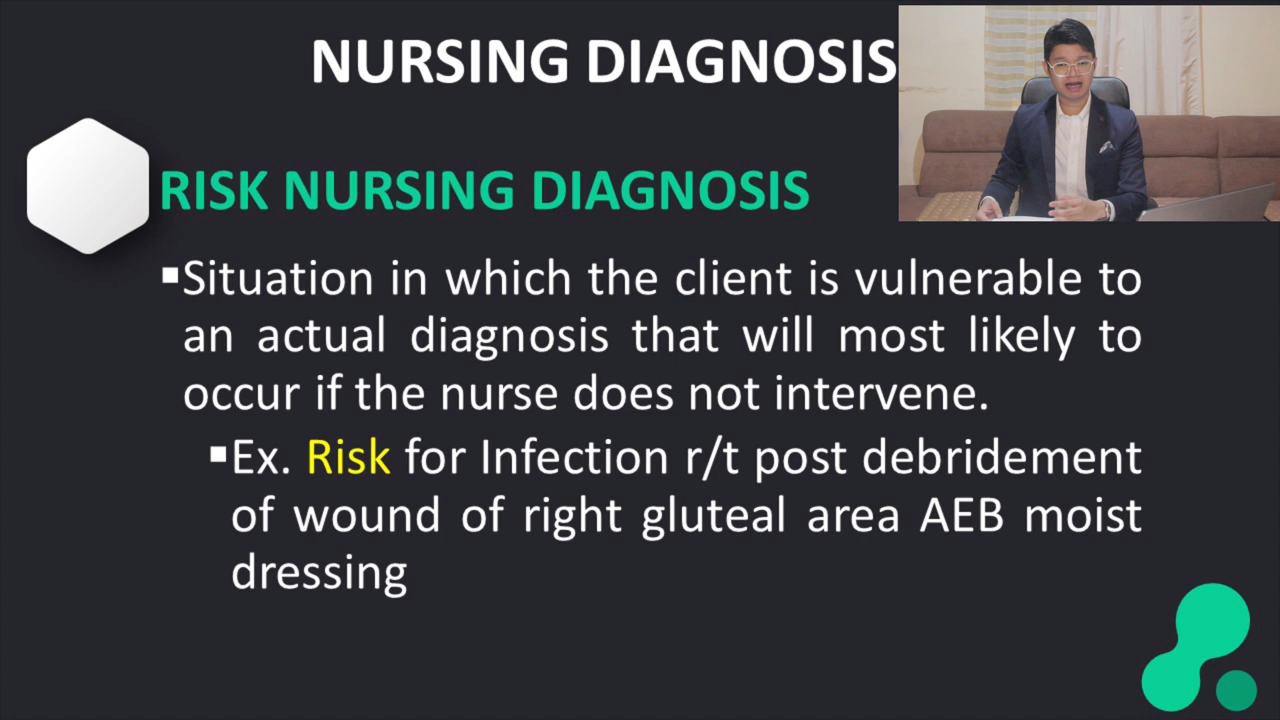 NURSING DIAGNOSIS
RISK NURSING DIAGNOSIS
▪Situation in which the client is vulnerable to
an actual diagnosis that will most likely to
occur if the nurse does not intervene.
▪Ex. Risk for Infection r/t post debridement
of wound of right gluteal area AEB moist
dressing